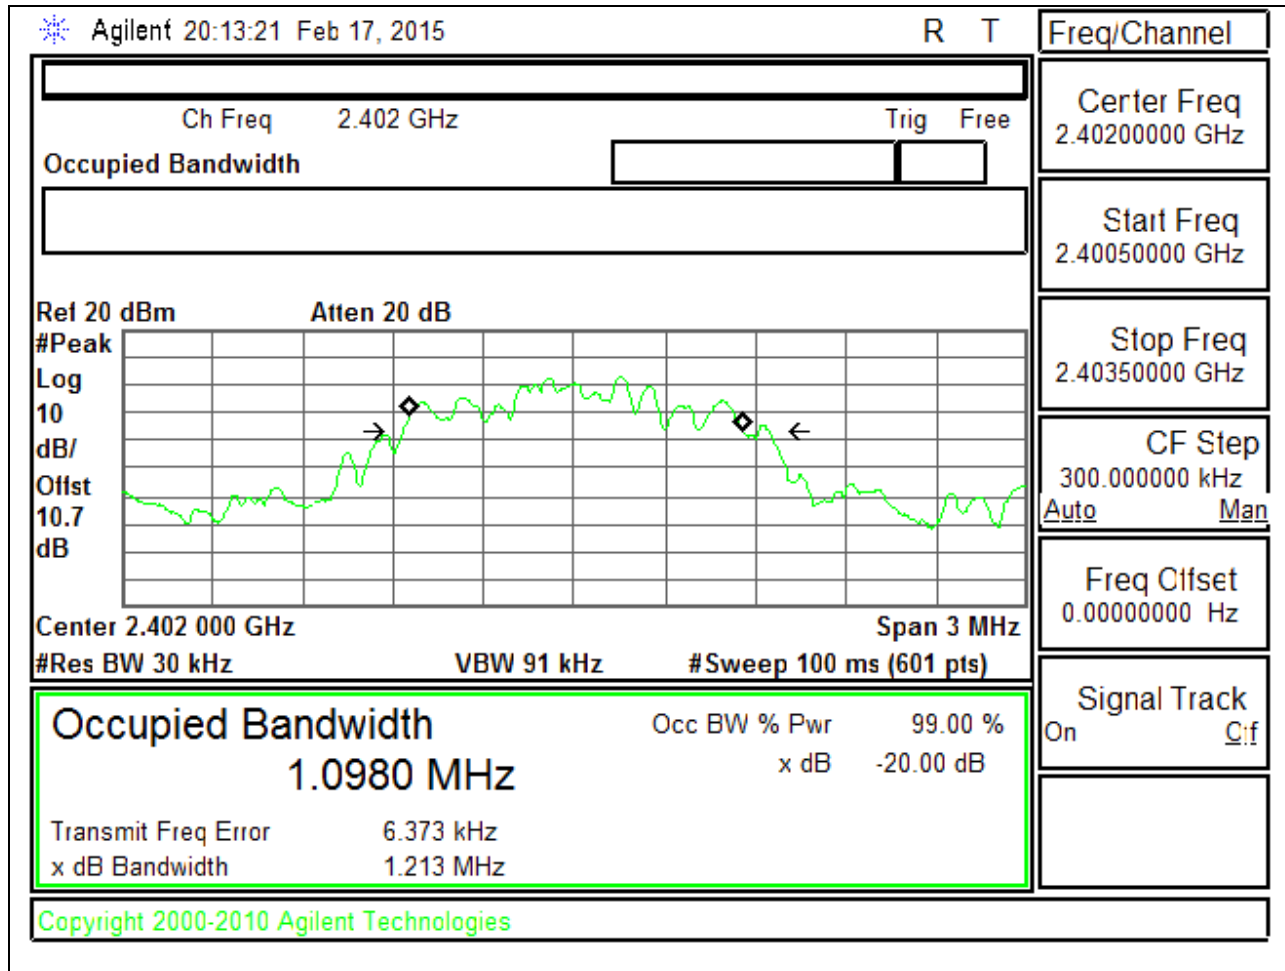 Agilent 20:13:21 Feb 17, 2015 R T
Ch Freq 2.402 GHz Trig Free
Occupied Bandwidth
Ref 20 dBm Atten 20 dB
#Peak
Log
10
dB/
Offst
10.7
dB
Center 2.402 000 GHz Span 3 MHz
#Res BW 30 kHz VBW 91 kHz #Sweep 100 ms (601 pts)
Occupied Bandwidth
1.0980 MHz
Occ BW % Pwr 99.00 %
x dB -20.00 dB
Transmit Freq Error 6.373 kHz
x dB Bandwidth 1.213 MHz
Copyright 2000-2010 Agilent Technologies
Freq/Channel
Center Freq
2.40200000 GHz
Start Freq
2.40050000 GHz
Stop Freq
2.40350000 GHz
CF Step
300.000000 kHz
Auto Man
Freq Offset
0.00000000 Hz
Signal Track
On Off